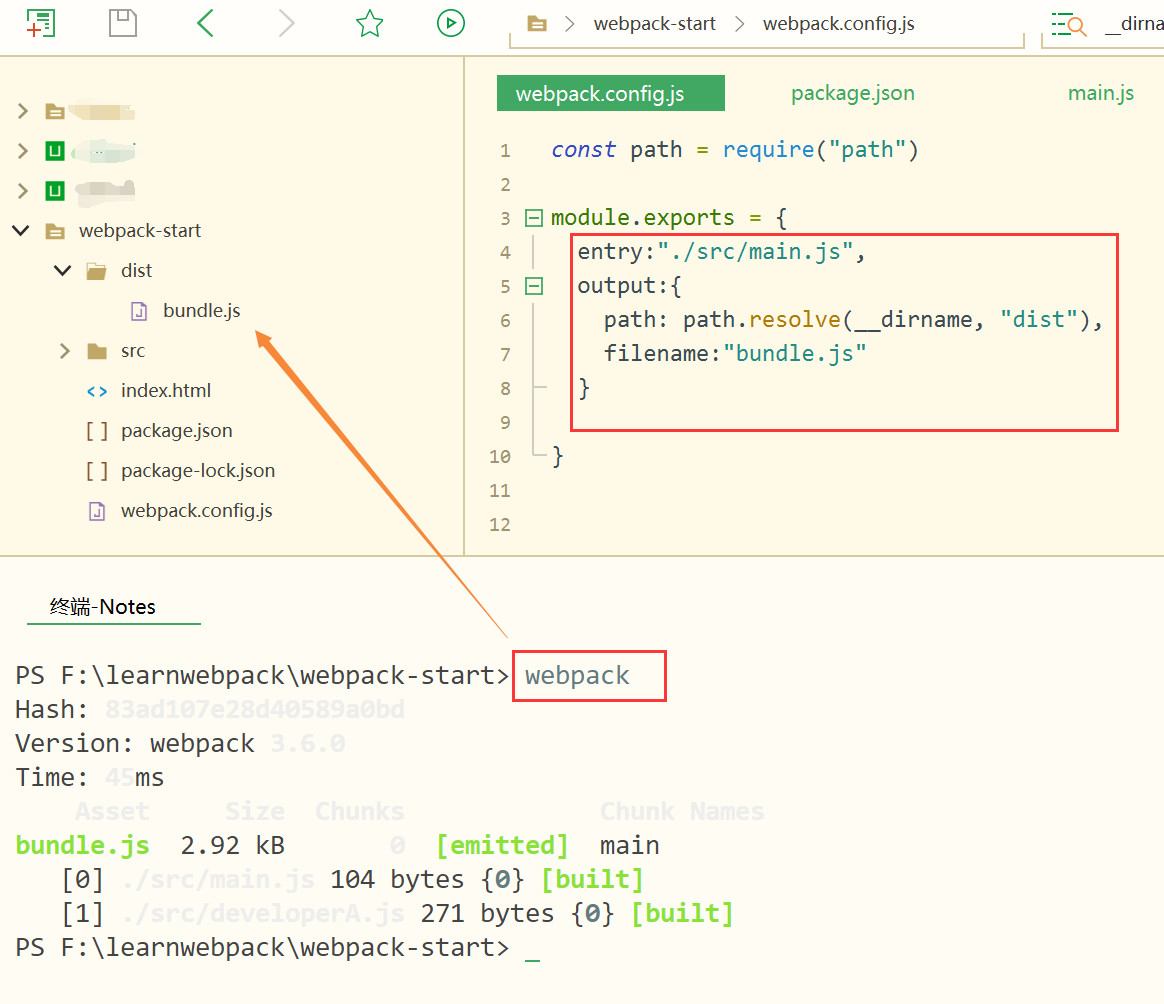 webpack-start
webpack.config.js
__dirna
webpack-start
dist
bundle.js
src
index.html
package.json
package-lock.json
webpack.config.js
webpack.config.js
package.json
main.js
1 const path = require("path")
2
3 module.exports = {
4 entry:"./src/main.js",
5 output:{
6 path: path.resolve(__dirname, "dist"),
7 filename:"bundle.js"
8 }
9
10 }
11
12
终端-Notes
PS F:\learnwebpack\webpack-start> webpack
Hash: 83ad107e28d40589a0bd
Version: webpack 3.6.0
Time: 45ms
Asset Size Chunks Chunk Names
bundle.js 2.92 kB 0 [emitted] main
[0] ./src/main.js 104 bytes {0} [built]
[1] ./src/developerA.js 271 bytes {0} [built]
PS F:\learnwebpack\webpack-start> _